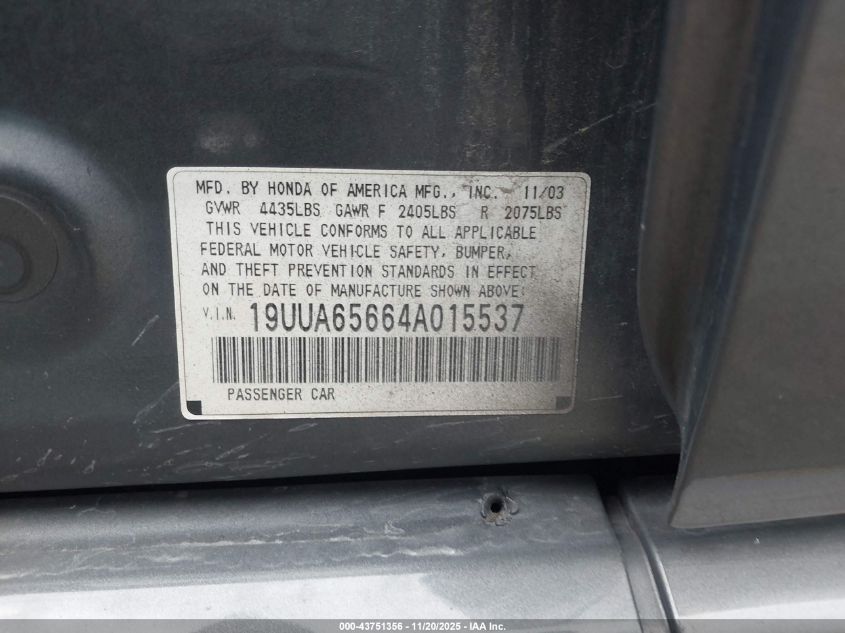 MFD. BY HONDA OF AMERICA MFG., INC. 11/03
GVWR 4435LBS GAWR F 2405LBS R 2075LBS
THIS VEHICLE CONFORMS TO ALL APPLICABLE
FEDERAL MOTOR VEHICLE SAFETY, BUMPER,
AND THEFT PREVENTION STANDARDS IN EFFECT
ON THE DATE OF MANUFACTURE SHOWN ABOVE:
V.I.N. 19UUA65664A015537
PASSENGER CAR
000-43751356 - 11/20/2025 - IAA Inc.